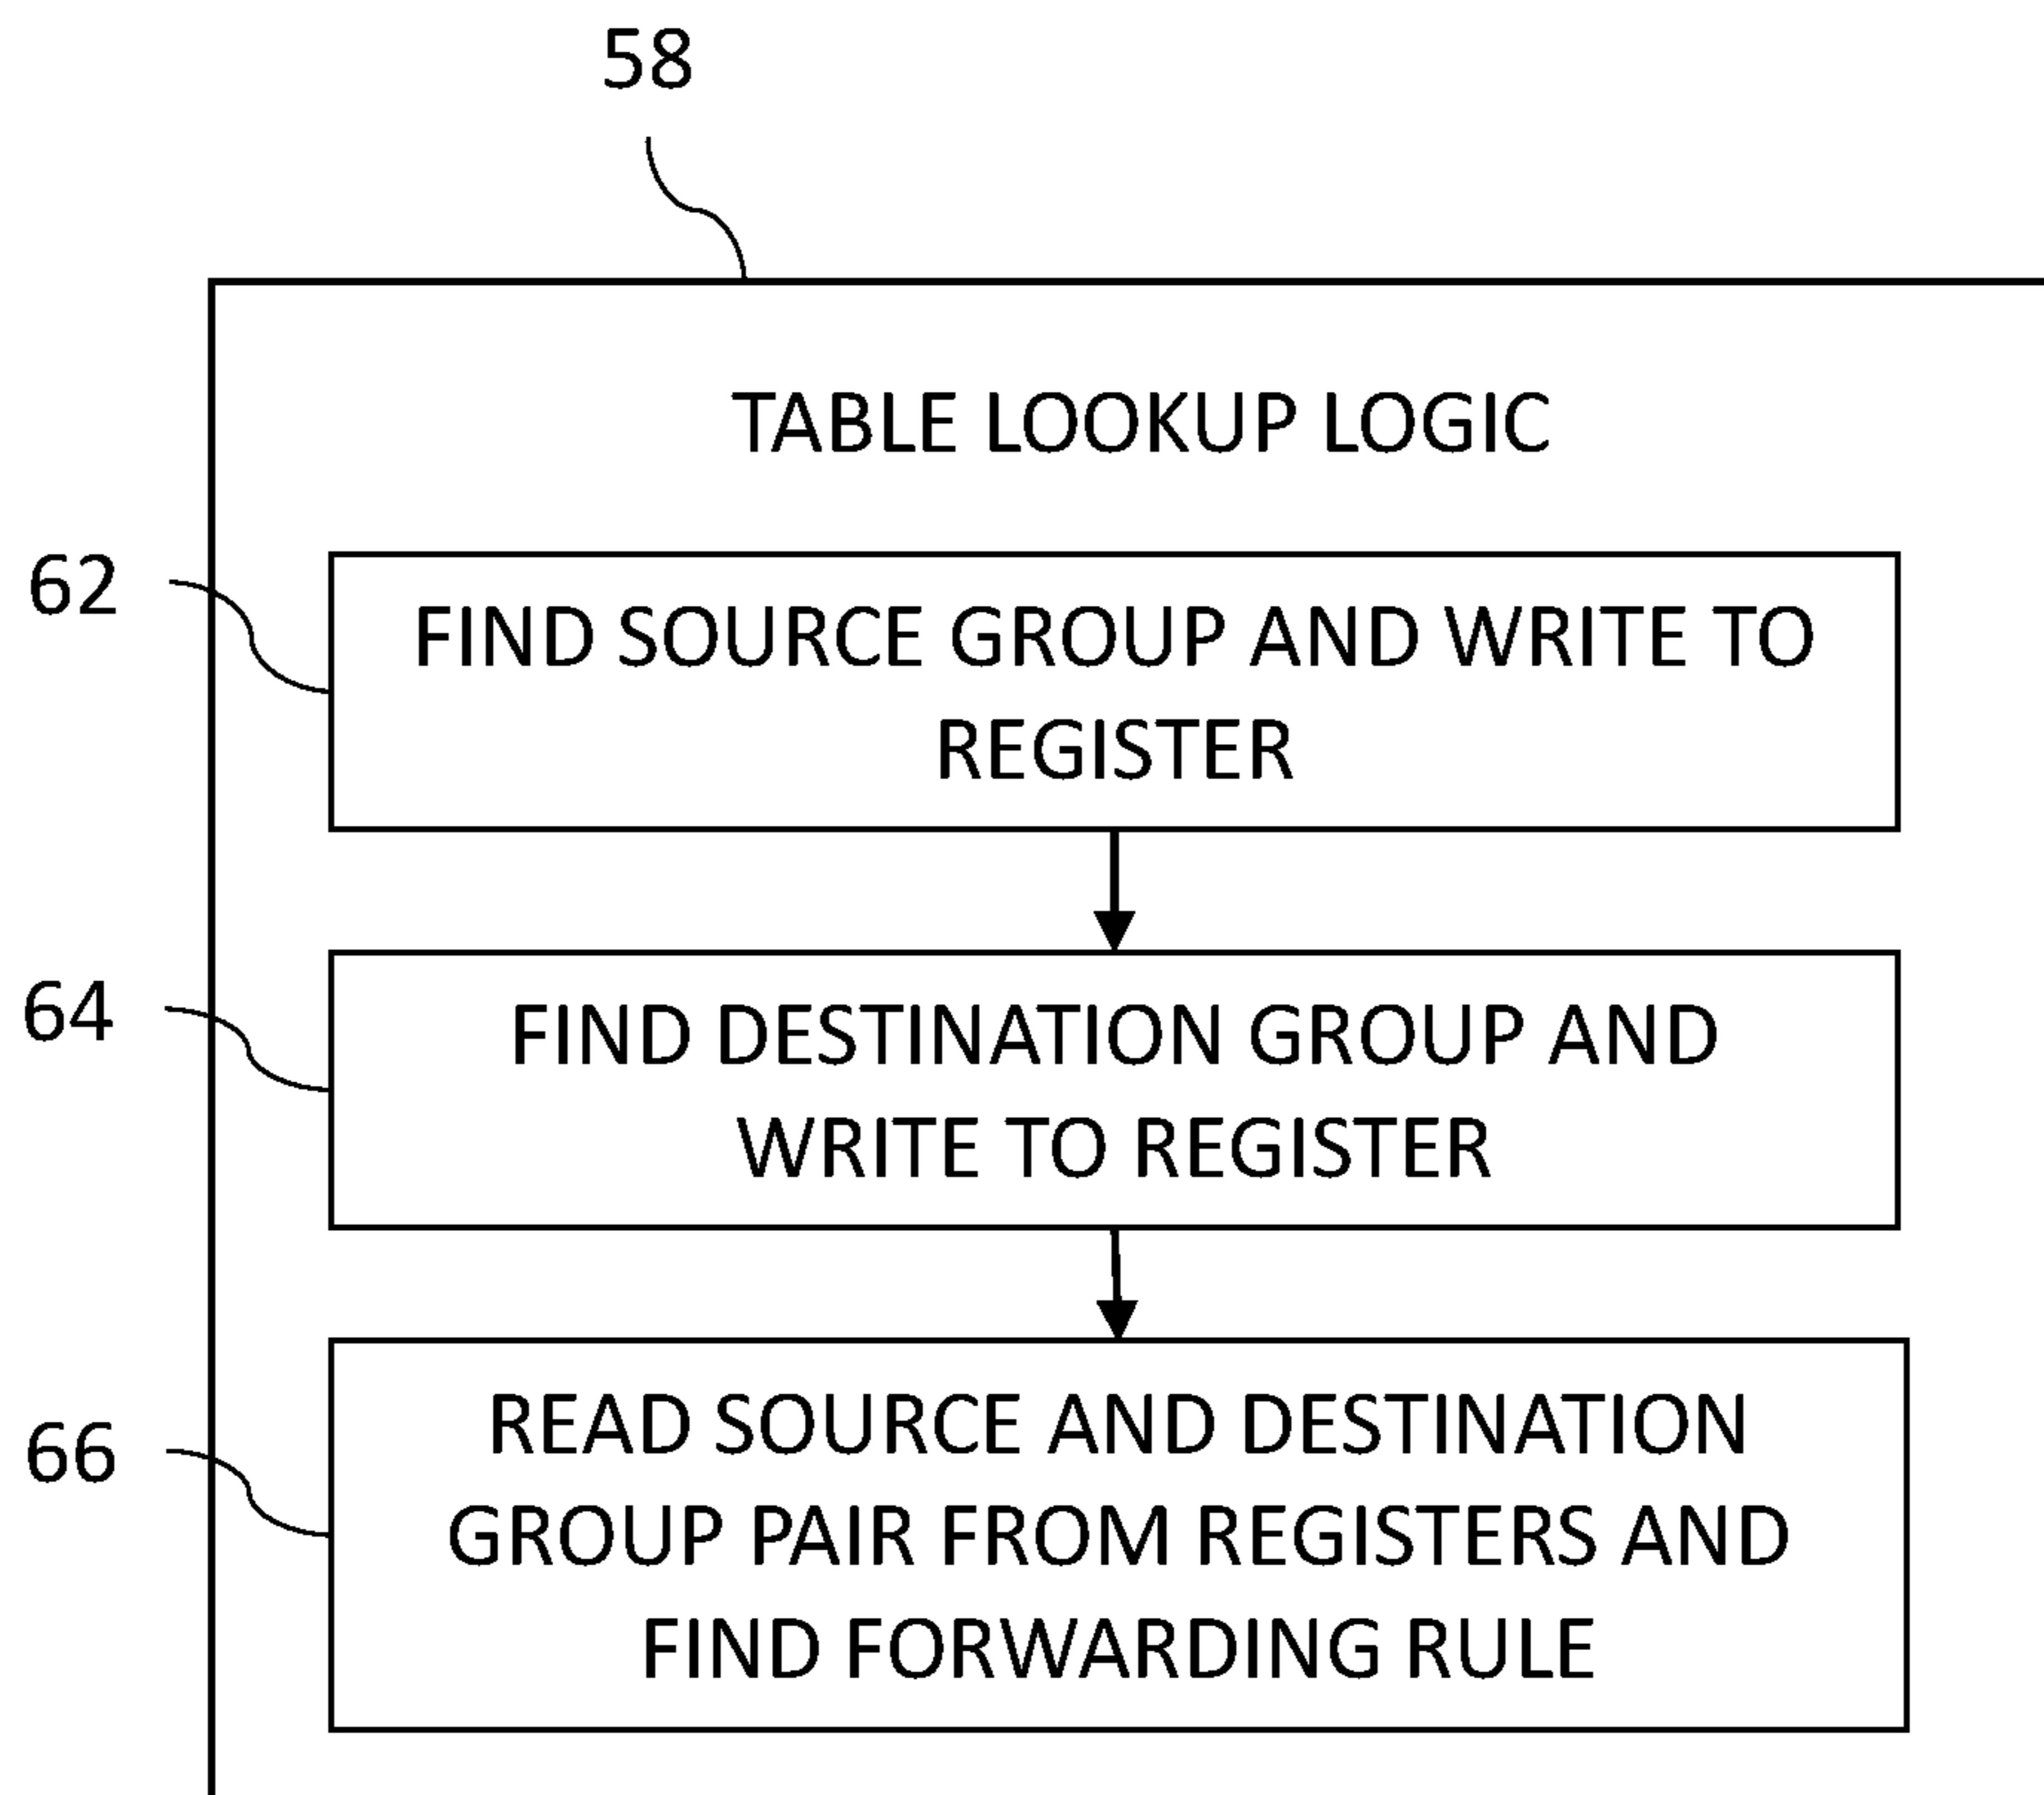 58
TABLE LOOKUP LOGIC
62
FIND SOURCE GROUP AND WRITE TO
REGISTER
64
FIND DESTINATION GROUP AND
WRITE TO REGISTER
66
READ SOURCE AND DESTINATION
GROUP PAIR FROM REGISTERS AND
FIND FORWARDING RULE